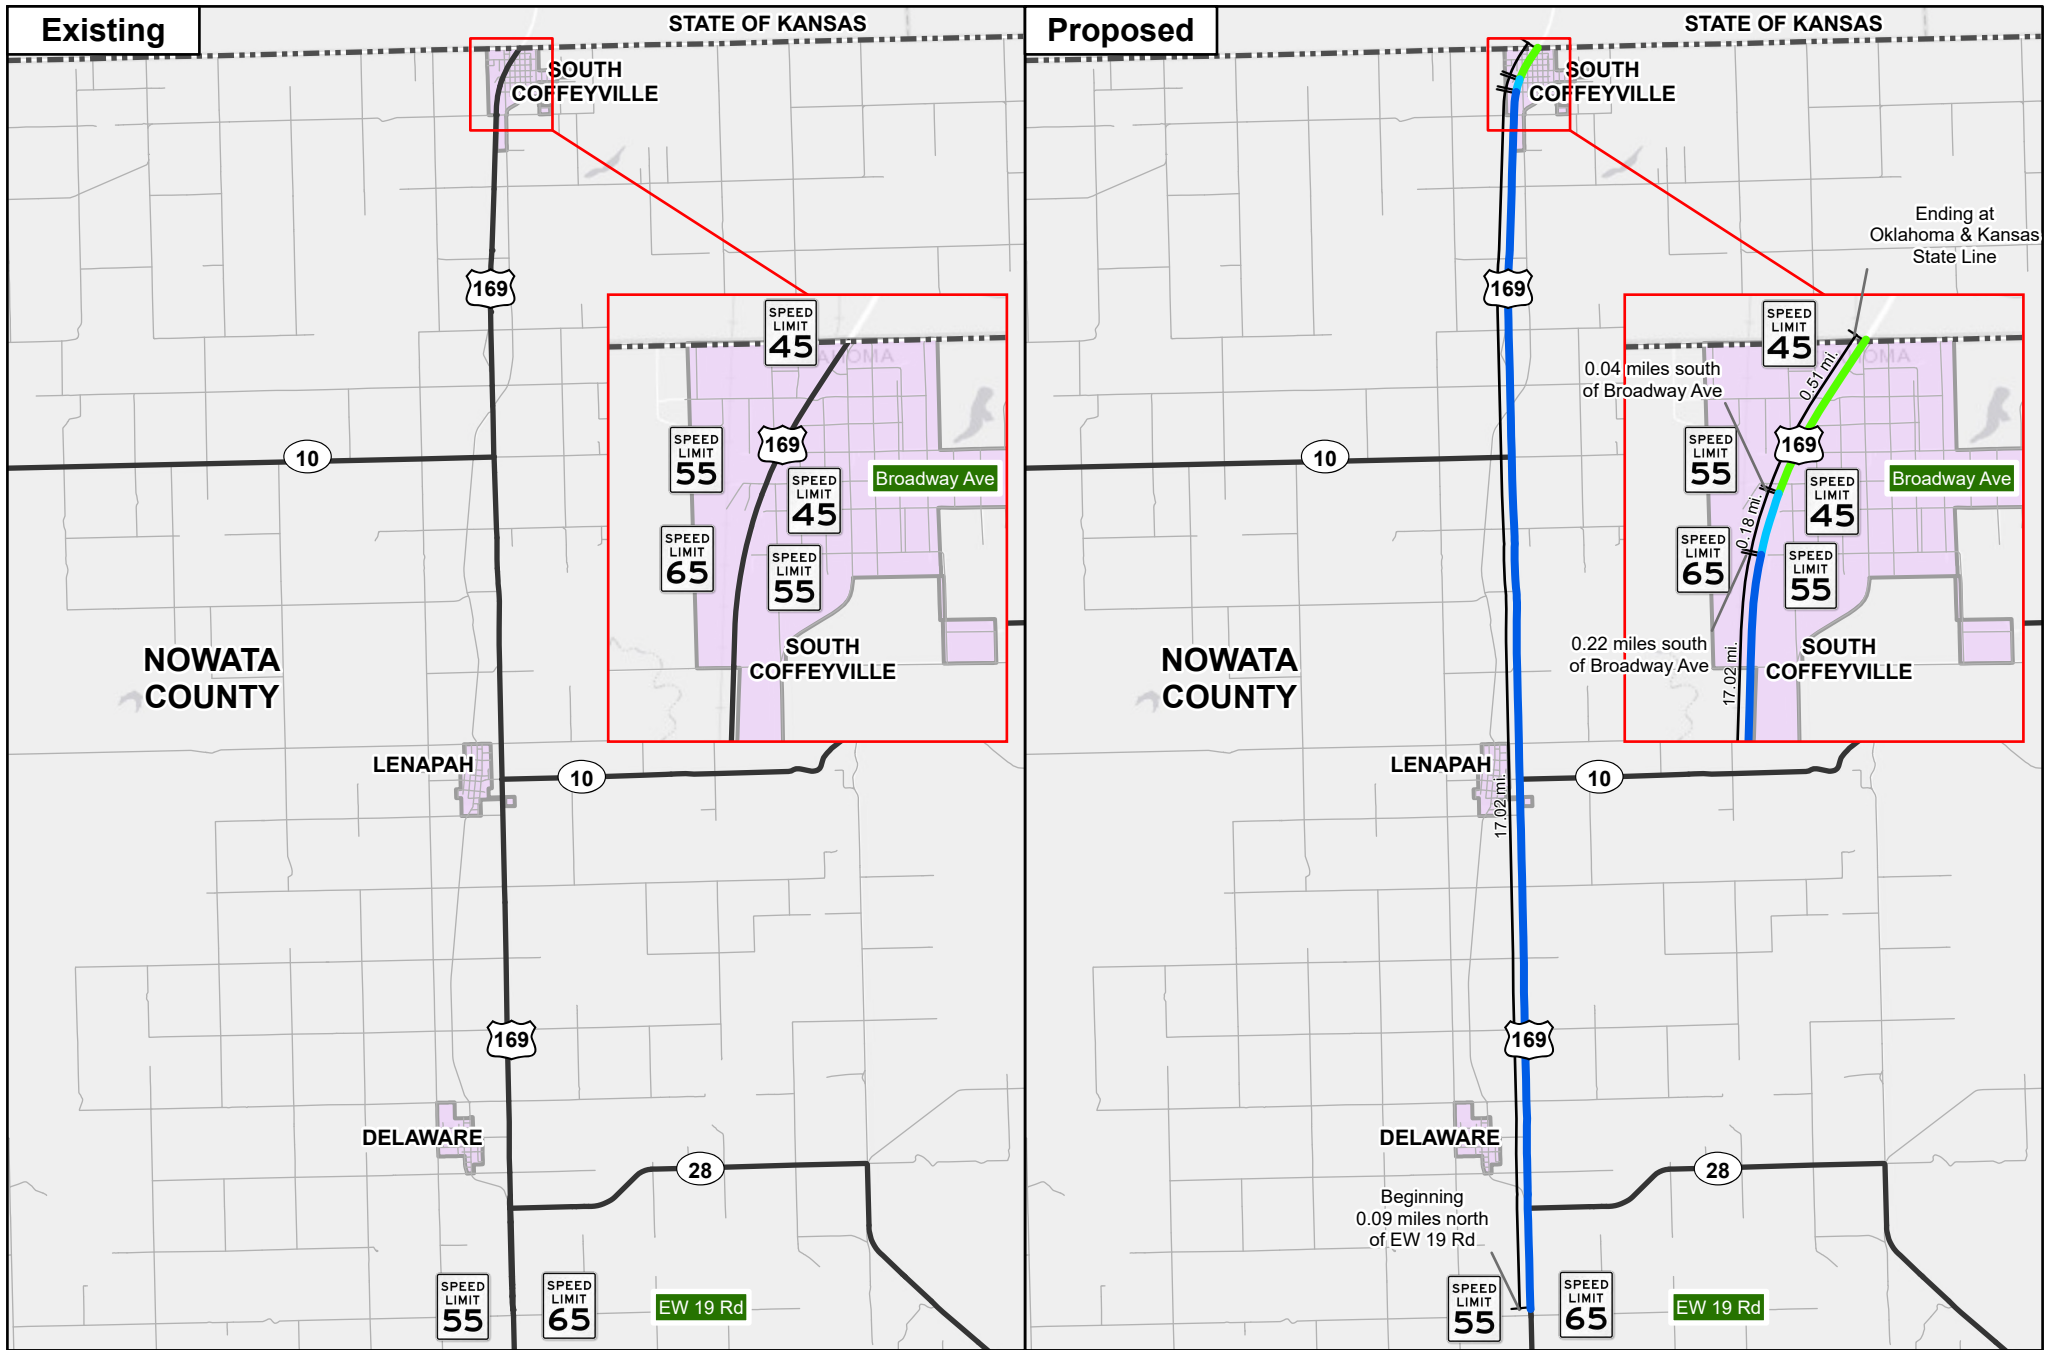 Existing
STATE OF KANSAS
SOUTH
COFFEYVILLE
169
SPEED
LIMIT
45
OMA
169
SPEED
LIMIT
55
SPEED
LIMIT
45
Broadway Ave
SPEED
LIMIT
65
SPEED
LIMIT
55
SOUTH
COFFEYVILLE
10
NOWATA
COUNTY
LENAPAH
10
169
DELAWARE
28
SPEED
LIMIT
55
SPEED
LIMIT
65
EW 19 Rd
Proposed
STATE OF KANSAS
SOUTH
COFFEYVILLE
Ending at
Oklahoma & Kansas
State Line
169
SPEED
LIMIT
45
OMA
0.04 miles south
of Broadway Ave
0.51 mi.
169
SPEED
LIMIT
55
SPEED
LIMIT
45
Broadway Ave
0.18 mi.
SPEED
LIMIT
65
SPEED
LIMIT
55
0.22 miles south
of Broadway Ave
SOUTH
COFFEYVILLE
17.02 mi.
10
NOWATA
COUNTY
LENAPAH
10
17.02 mi.
169
DELAWARE
28
Beginning
0.09 miles north
of EW 19 Rd
SPEED
LIMIT
55
SPEED
LIMIT
65
EW 19 Rd